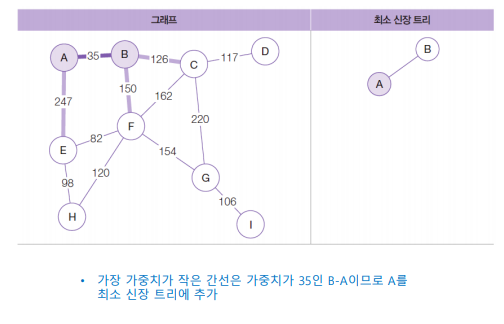 그래프
최소 신장 트리
A
35
B
126
C
117
D
B
A
247
150
162
220
E
82
F
154
98
120
G
106
H
I
• 가장 가중치가 작은 간선은 가중치가 35인 B-A이므로 A를
최소 신장 트리에 추가